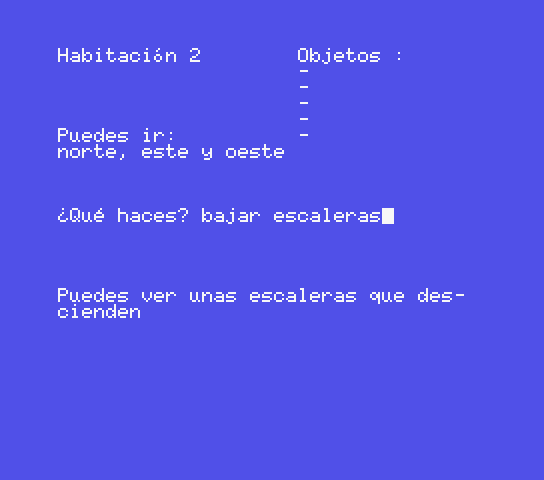 Habitación 2
Objetos :
-
-
-
-
-
Puedes ir:
norte, este y oeste
¿Qué haces? bajar escaleras
Puedes ver unas escaleras que des-
cienden